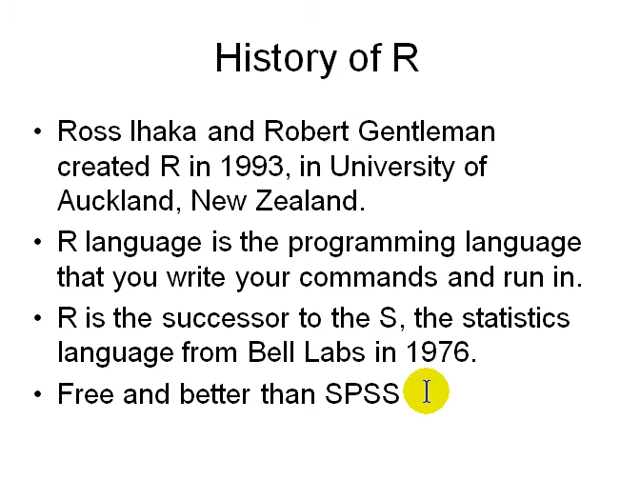 History of R
• Ross Ihaka and Robert Gentleman
created R in 1993, in University of
Auckland, New Zealand.
• R language is the programming language
that you write your commands and run in.
• R is the successor to the S, the statistics
language from Bell Labs in 1976.
• Free and better than SPSS